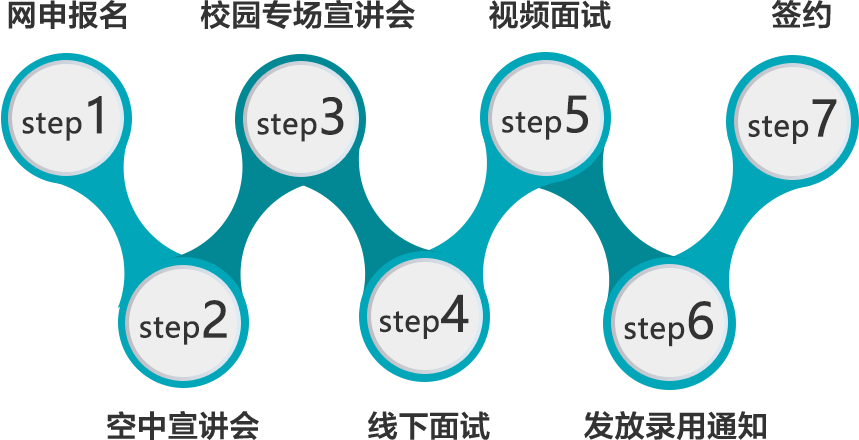 网申报名
校园专场宣讲会
视频面试
签约
step1
step3
step5
step7
step2
step4
step6
空中宣讲会
线下面试
发放录用通知